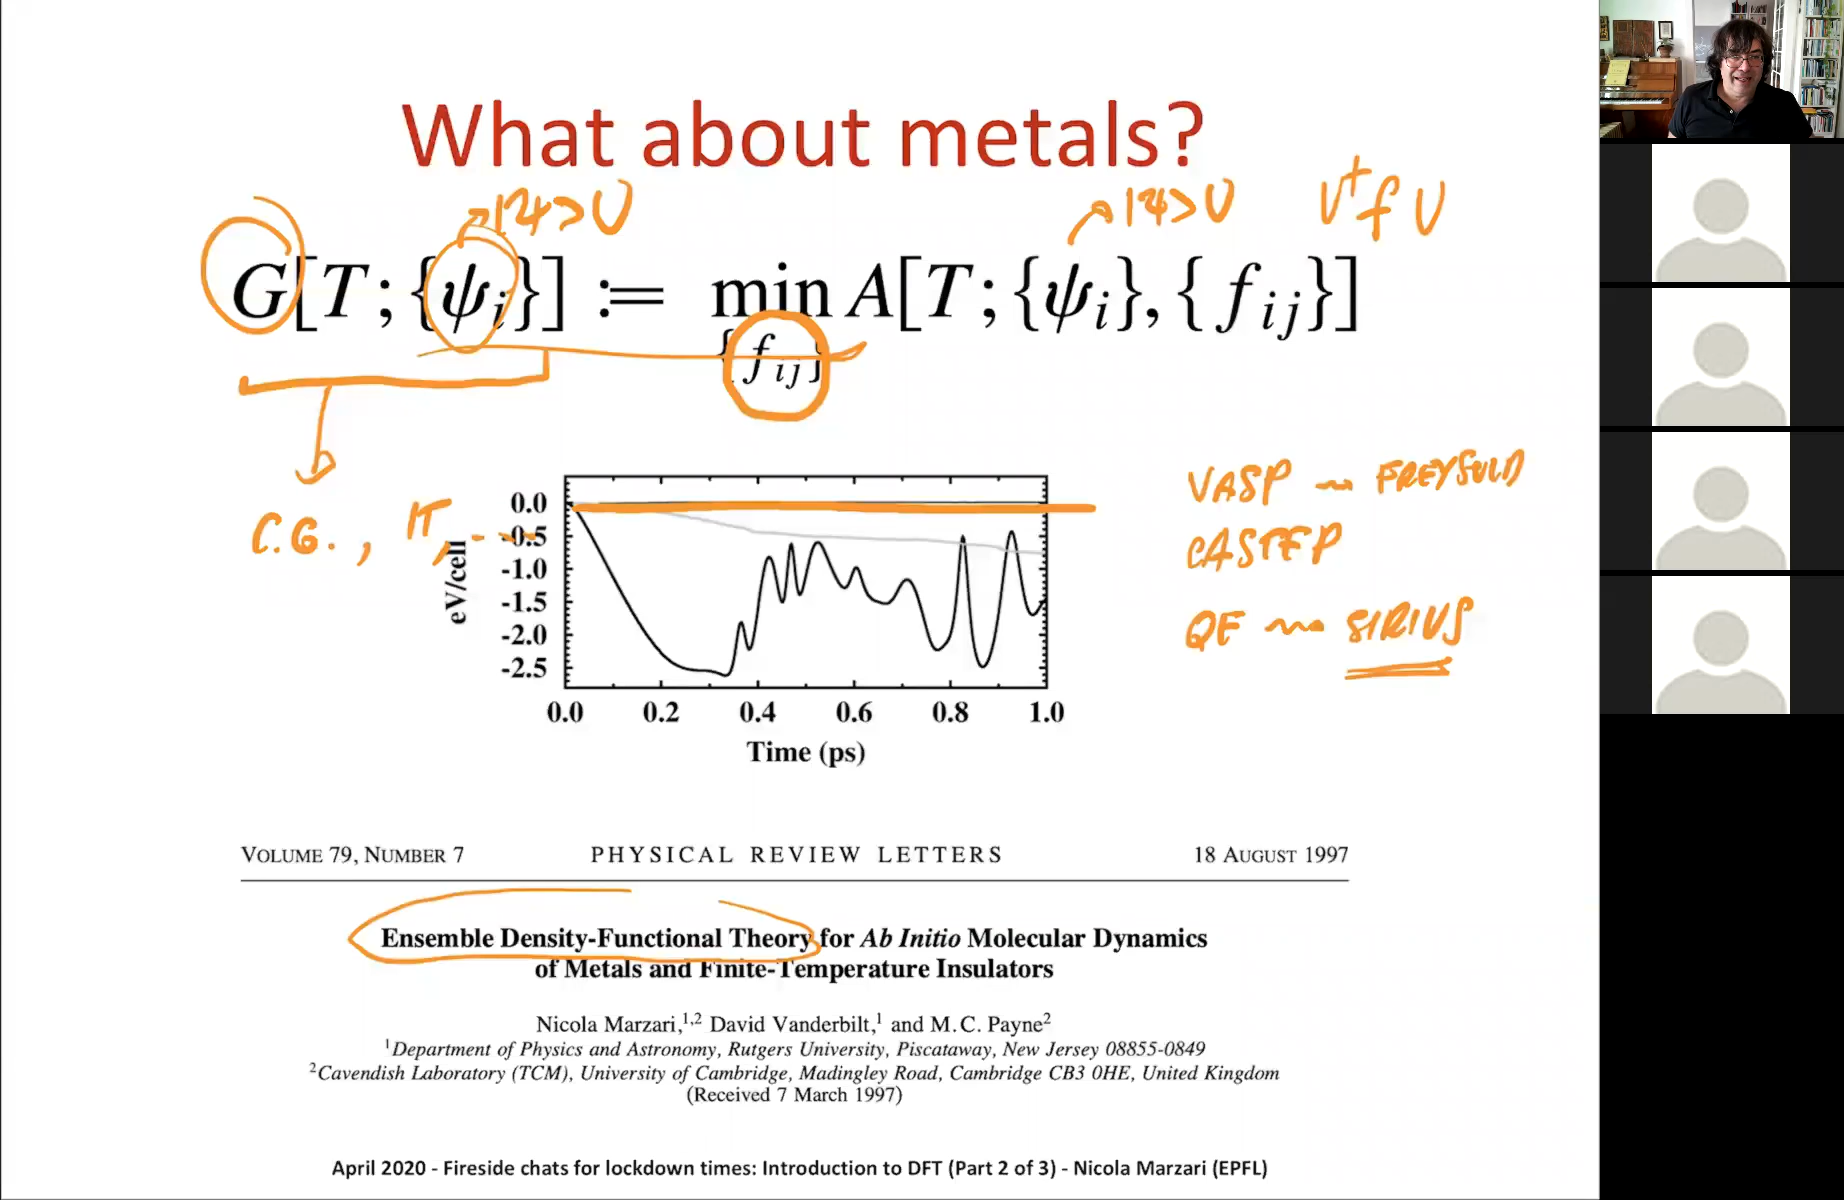 What about metals?
|ψ>U |ψ>U U†fU
G[T;{ψi}] := min A[T;{ψi},{fij}]
{fij}
C.G., IT, ...
VASP ~ FREYSOLD
CASTEP
QE ~ SIRIUS
0.0
-0.5
-1.0
-1.5
-2.0
-2.5
eV/cell
0.0 0.2 0.4 0.6 0.8 1.0
Time (ps)
VOLUME 79, NUMBER 7 PHYSICAL REVIEW LETTERS 18 AUGUST 1997
Ensemble Density-Functional Theory for Ab Initio Molecular Dynamics
of Metals and Finite-Temperature Insulators
Nicola Marzari,1,2 David Vanderbilt,1 and M. C. Payne2
1Department of Physics and Astronomy, Rutgers University, Piscataway, New Jersey 08855-0849
2Cavendish Laboratory (TCM), University of Cambridge, Madingley Road, Cambridge CB3 0HE, United Kingdom
(Received 7 March 1997)
April 2020 - Fireside chats for lockdown times: Introduction to DFT (Part 2 of 3) - Nicola Marzari (EPFL)